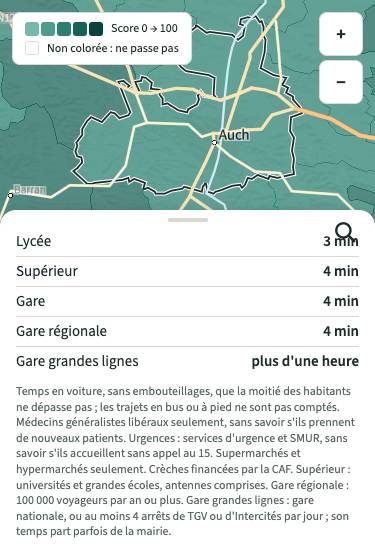 Score 0 → 100
Non colorée : ne passe pas
+
−
Auch
Barran
Lycée 3 min
Supérieur 4 min
Gare 4 min
Gare régionale 4 min
Gare grandes lignes plus d'une heure
Temps en voiture, sans embouteillages, que la moitié des habitants
ne dépasse pas ; les trajets en bus ou à pied ne sont pas comptés.
Médecins généralistes libéraux seulement, sans savoir s'ils prennent
de nouveaux patients. Urgences : services d'urgence et SMUR, sans
savoir s'ils accueillent sans appel au 15. Supermarchés et
hypermarchés seulement. Crèches financées par la CAF. Supérieur :
universités et grandes écoles, antennes comprises. Gare régionale :
100 000 voyageurs par an ou plus. Gare grandes lignes : gare
nationale, ou au moins 4 arrêts de TGV ou d'Intercités par jour ; son
temps part parfois de la mairie.